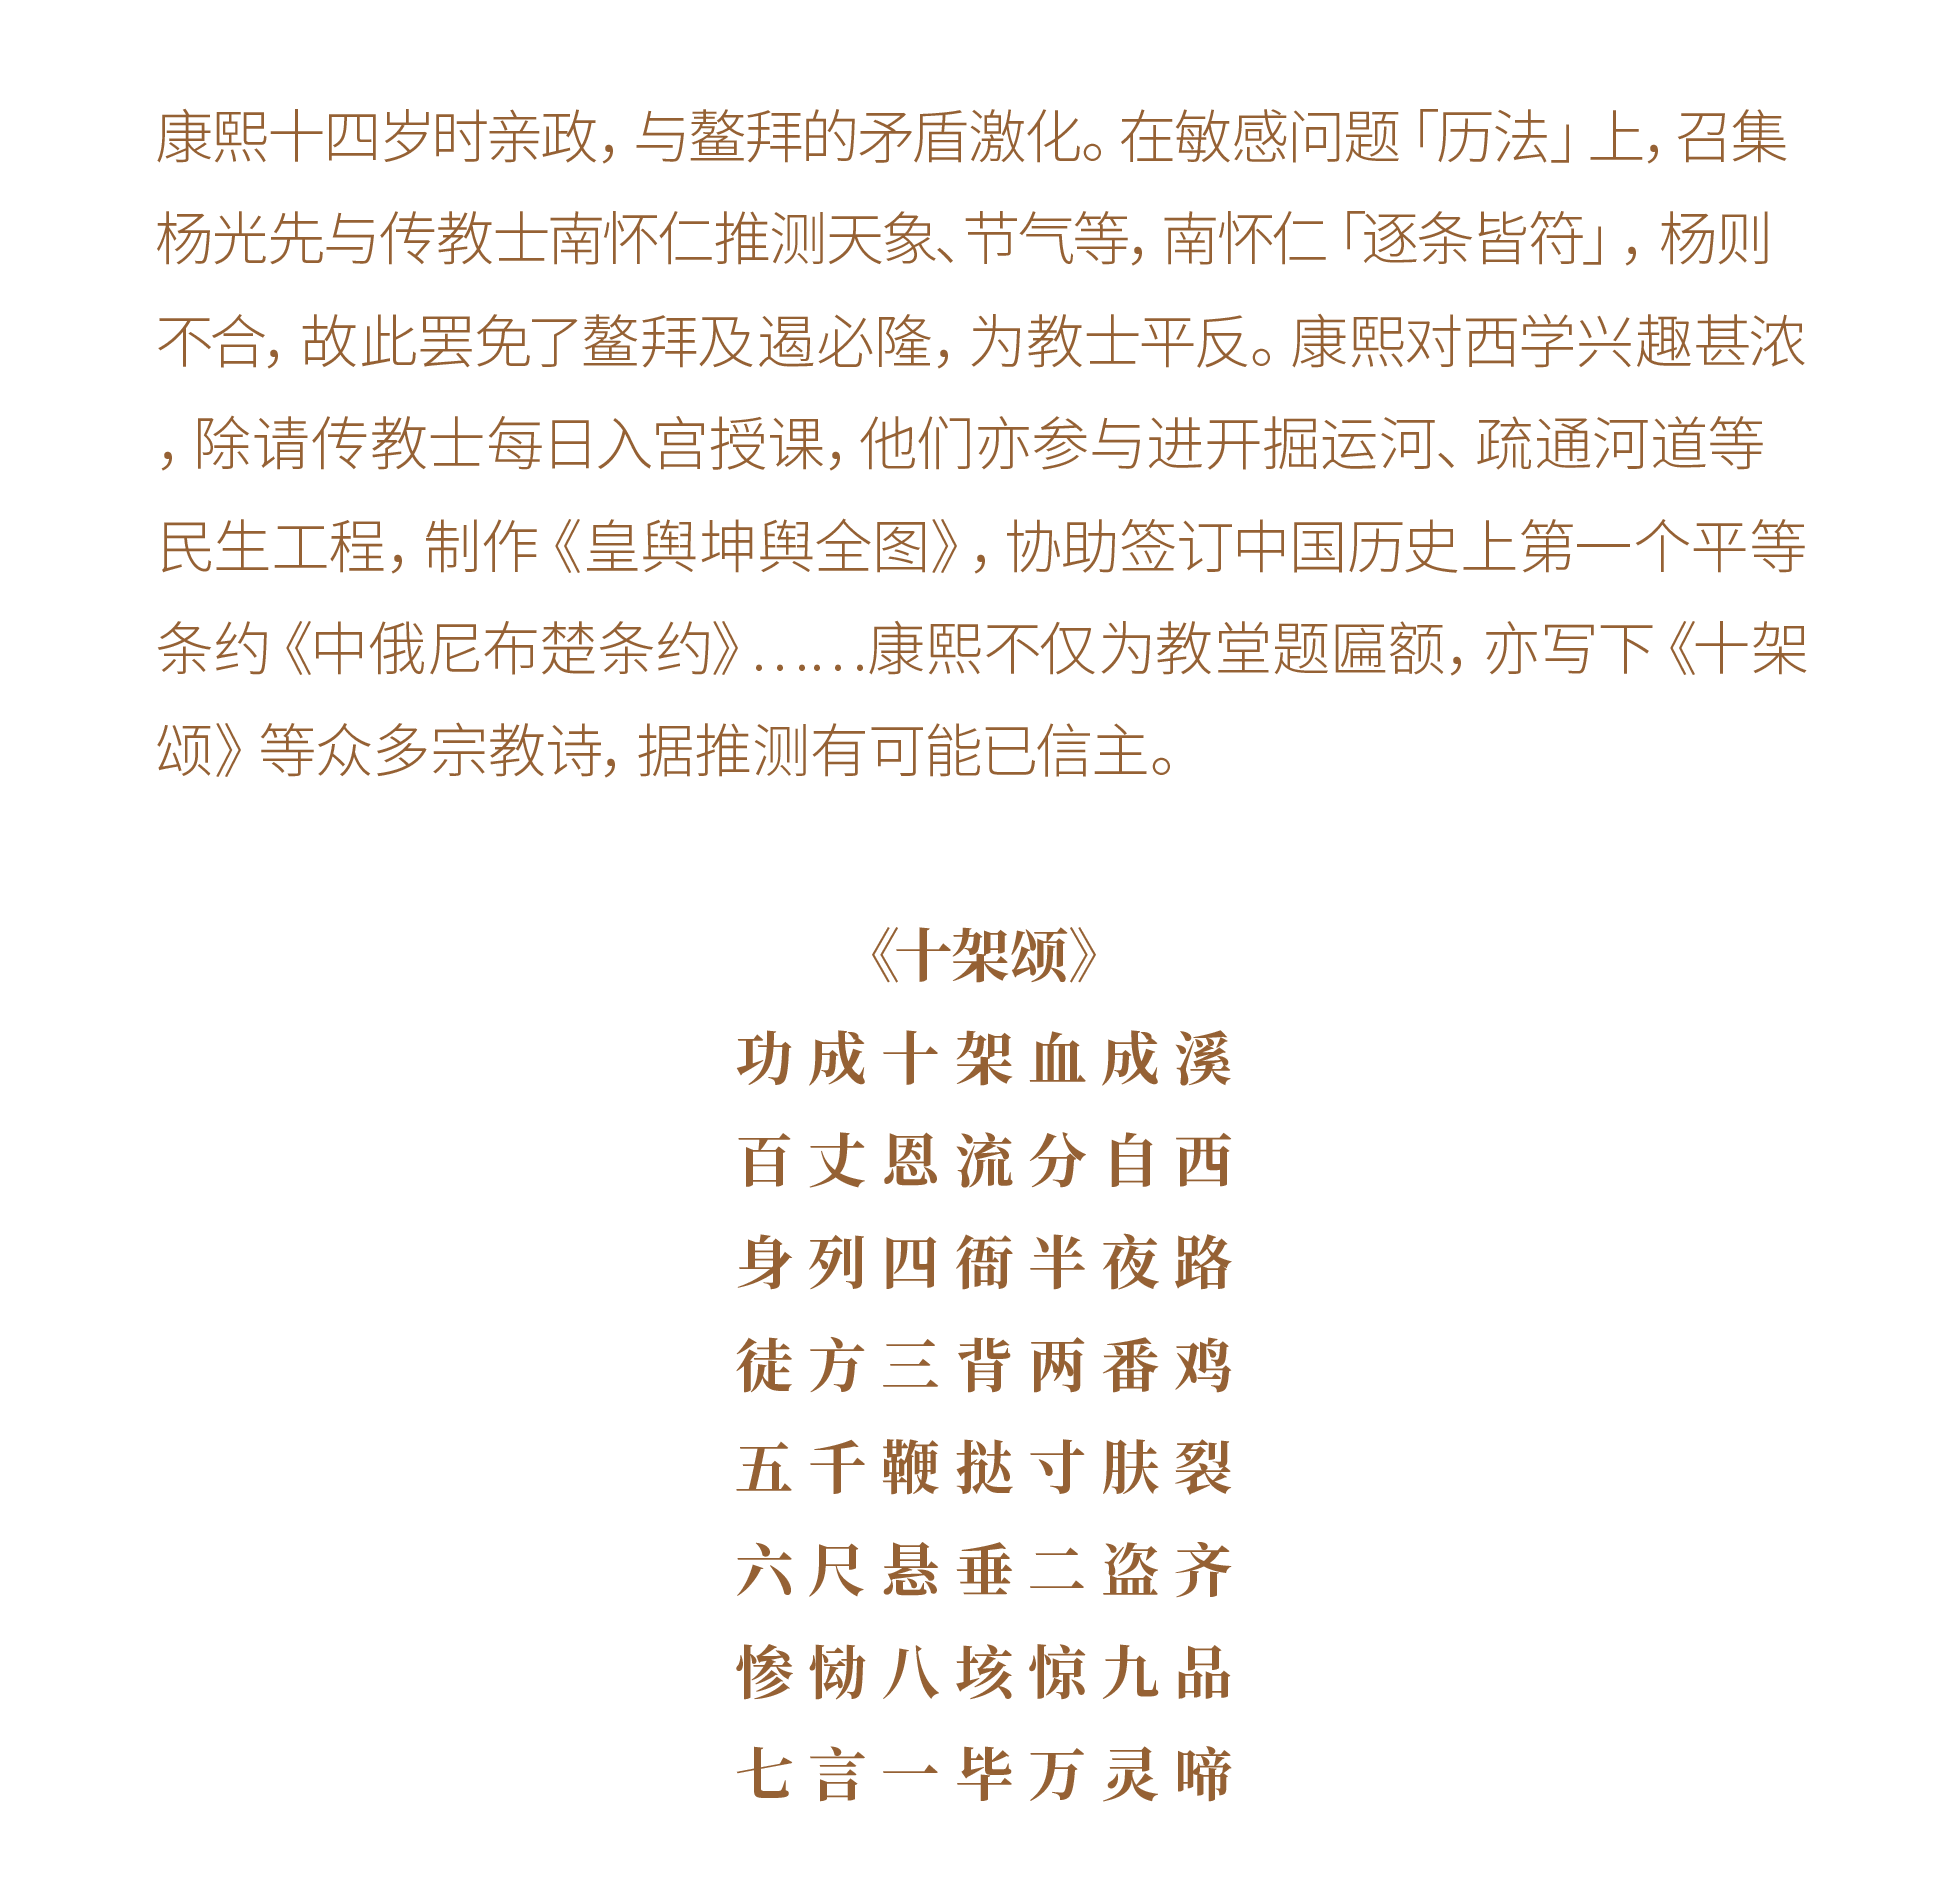 康熙十四岁时亲政，与鳌拜的矛盾激化。在敏感问题「历法」上，召集
杨光先与传教士南怀仁推测天象、节气等，南怀仁「逐条皆符」，杨则
不合，故此罢免了鳌拜及遏必隆，为教士平反。康熙对西学兴趣甚浓
，除请传教士每日入宫授课，他们亦参与进开掘运河、疏通河道等
民生工程，制作《皇舆坤舆全图》，协助签订中国历史上第一个平等
条约《中俄尼布楚条约》……康熙不仅为教堂题匾额，亦写下《十架
颂》等众多宗教诗，据推测有可能已信主。
《十架颂》
功成十架血成溪
百丈恩流分自西
身列四衙半夜路
徒方三背两番鸡
五千鞭挞寸肤裂
六尺悬垂二盗齐
惨恸八垓惊九品
七言一毕万灵啼